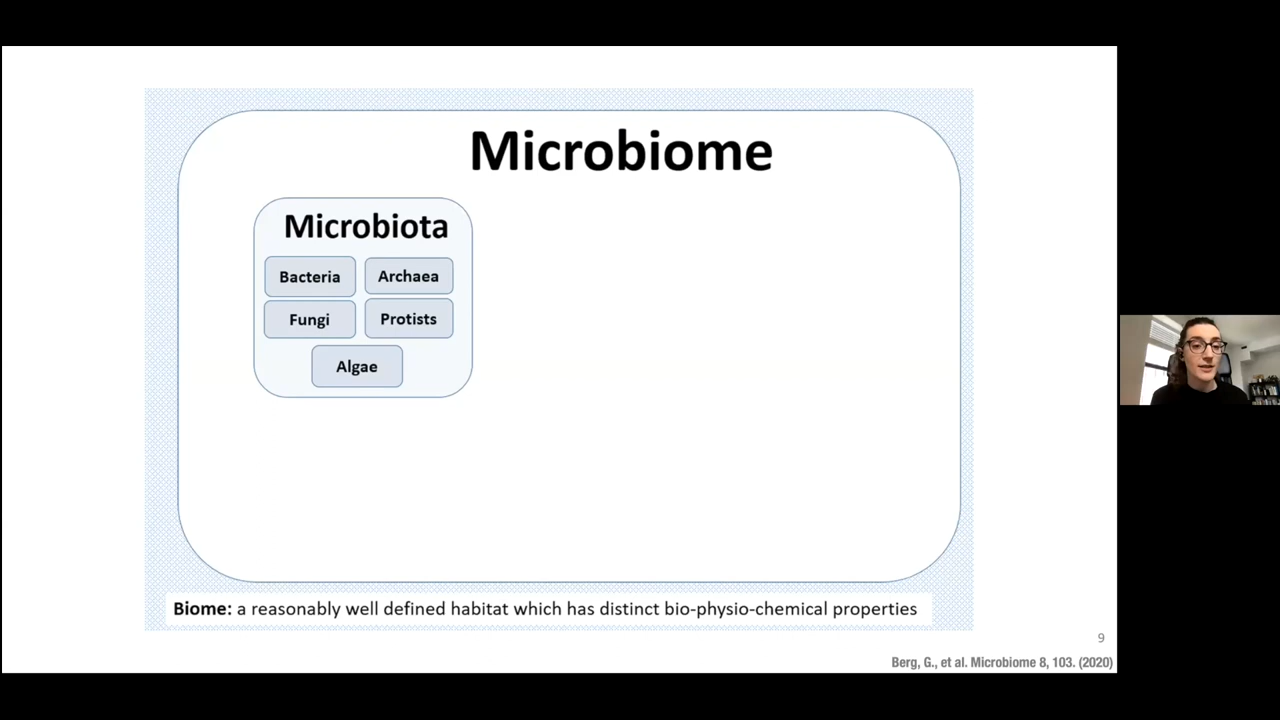 Microbiome
Microbiota
Bacteria
Archaea
Fungi
Protists
Algae
Biome: a reasonably well defined habitat which has distinct bio-physio-chemical properties
9
Berg, G., et al. Microbiome 8, 103. (2020)